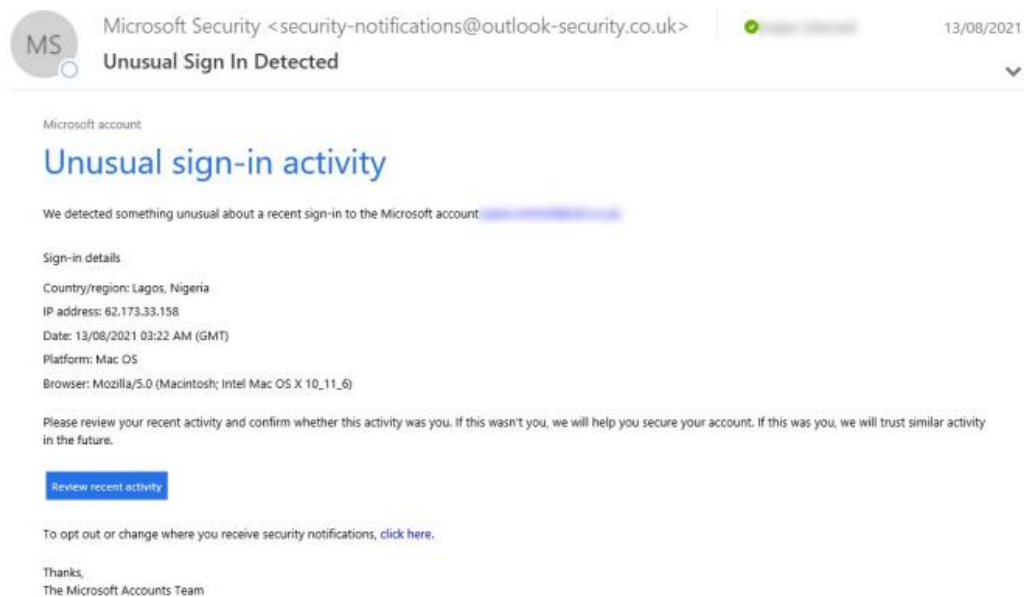 MS
Microsoft Security <security-notifications@outlook-security.co.uk>
13/08/2021
Unusual Sign In Detected
Microsoft account
Unusual sign-in activity
We detected something unusual about a recent sign-in to the Microsoft account
Sign-in details
Country/region: Lagos, Nigeria
IP address: 62.173.33.158
Date: 13/08/2021 03:22 AM (GMT)
Platform: Mac OS
Browser: Mozilla/5.0 (Macintosh; Intel Mac OS X 10_11_6)
Please review your recent activity and confirm whether this activity was you. If this wasn't you, we will help you secure your account. If this was you, we will trust similar activity
in the future.
Review recent activity
To opt out or change where you receive security notifications, click here.
Thanks,
The Microsoft Accounts Team